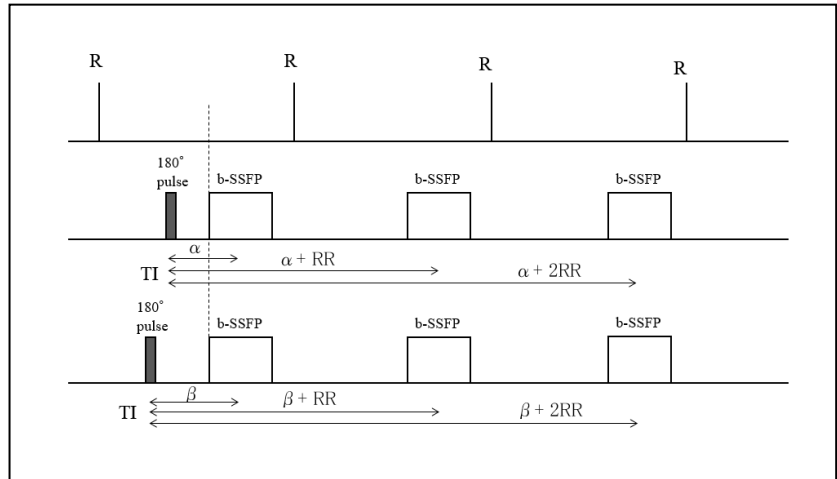 R R R R
180°
pulse
b-SSFP b-SSFP b-SSFP
α
α + RR
TI
α + 2RR
180°
pulse
b-SSFP b-SSFP b-SSFP
β
β + RR
TI
β + 2RR